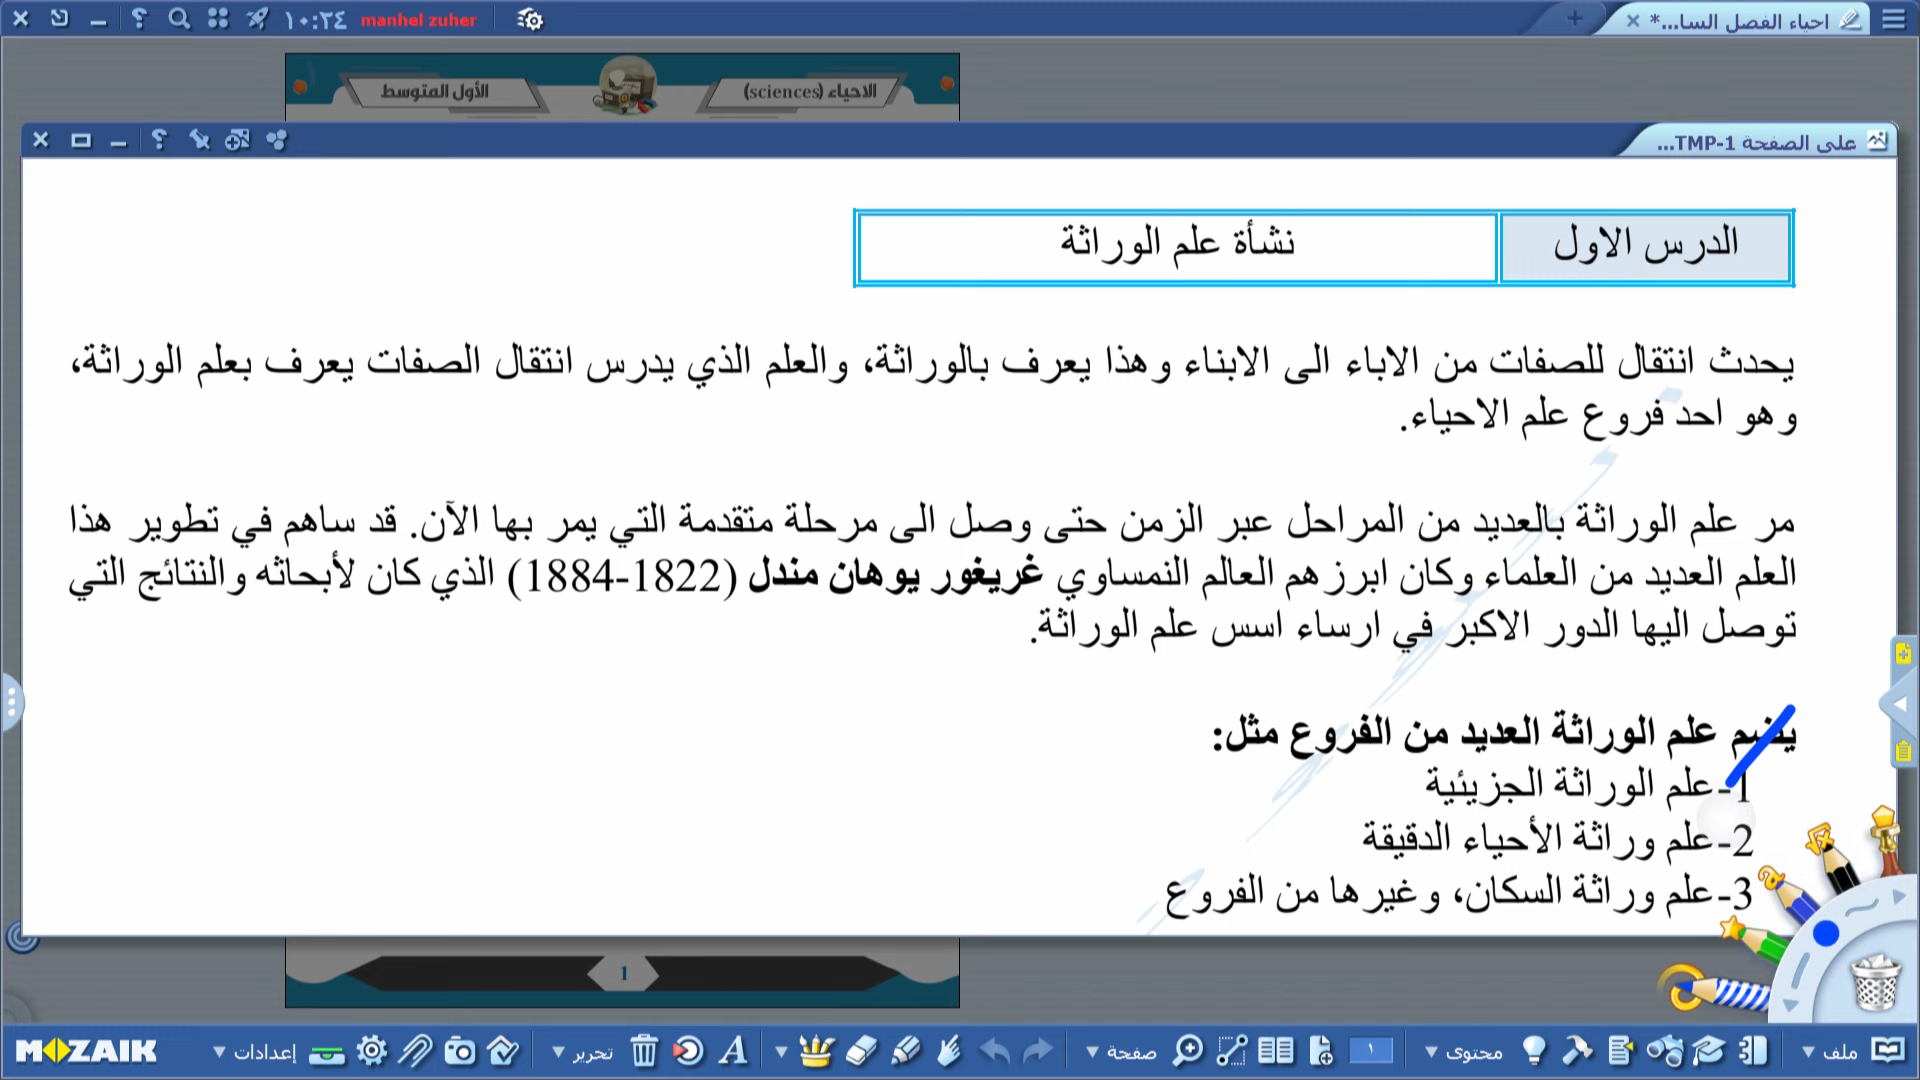 احياء الفصل السا...*
manhel zuher
١٠:٢٤
الاحياء (sciences)
الأول المتوسط
على الصفحة TMP-1...
الدرس الاول
نشأة علم الوراثة
يحدث انتقال للصفات من الاباء الى الابناء وهذا يعرف بالوراثة، والعلم الذي يدرس انتقال الصفات يعرف بعلم الوراثة،
وهو احد فروع علم الاحياء.
مر علم الوراثة بالعديد من المراحل عبر الزمن حتى وصل الى مرحلة متقدمة التي يمر بها الآن. قد ساهم في تطوير هذا
العلم العديد من العلماء وكان ابرزهم العالم النمساوي غريغور يوهان مندل (1822-1884) الذي كان لأبحاثه والنتائج التي
توصل اليها الدور الاكبر في ارساء اسس علم الوراثة.
يضم علم الوراثة العديد من الفروع مثل:
1-علم الوراثة الجزيئية
2-علم وراثة الأحياء الدقيقة
3-علم وراثة السكان، وغيرها من الفروع
1
ملف
محتوى
١
صفحة
تحرير
إعدادات
MOZAIK